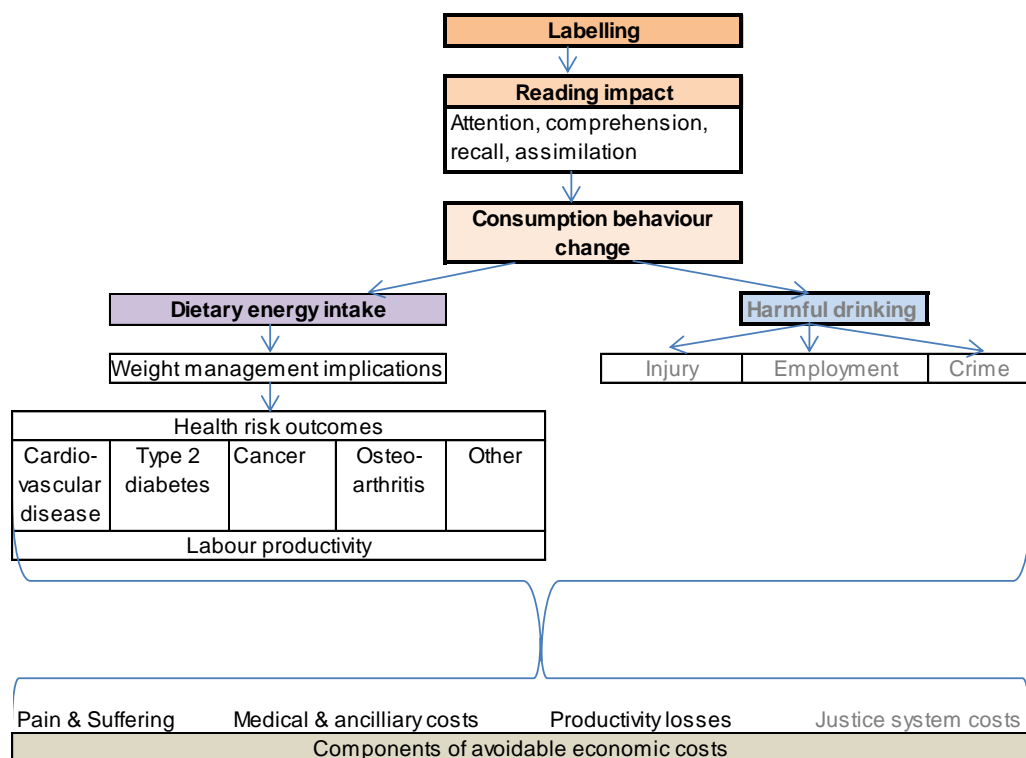 Labelling
Reading impact
Attention, comprehension,
recall, assimilation
Consumption behaviour
change
Dietary energy intake
Harmful drinking
Weight management implications
Injury
Employment
Crime
Health risk outcomes
Cardio-
vascular
disease
Type 2
diabetes
Cancer
Osteo-
arthritis
Other
Labour productivity
Pain & Suffering
Medical & ancilliary costs
Productivity losses
Justice system costs
Components of avoidable economic costs